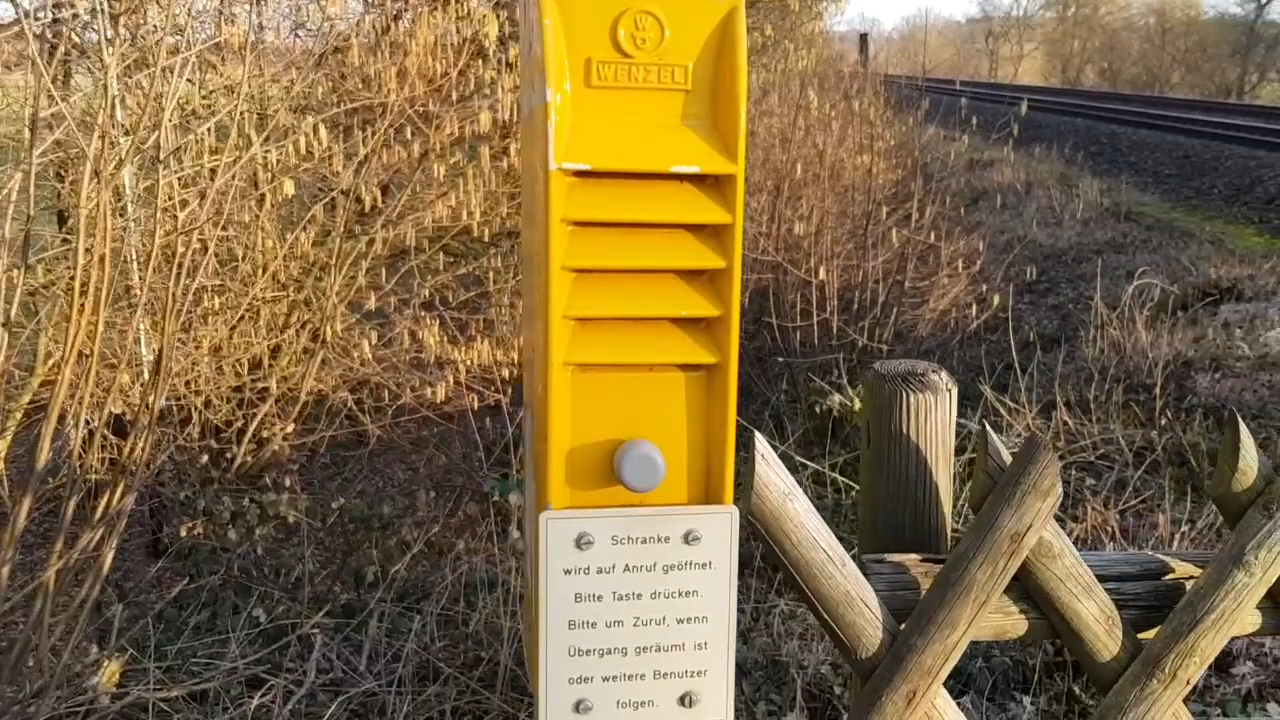 W
WENZEL
Schranke
wird auf Anruf geöffnet.
Bitte Taste drücken.
Bitte um Zuruf, wenn
Übergang geräumt ist
oder weitere Benutzer
folgen.